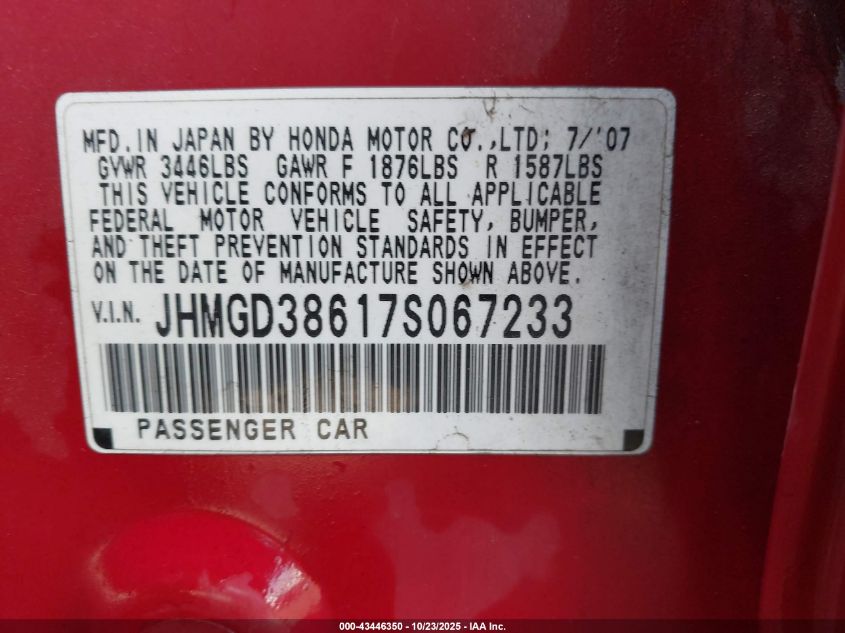 MFD. IN JAPAN BY HONDA MOTOR CO., LTD; 7/'07
GVWR 3446LBS GAWR F 1876LBS R 1587LBS
THIS VEHICLE CONFORMS TO ALL APPLICABLE
FEDERAL MOTOR VEHICLE SAFETY, BUMPER,
AND THEFT PREVENTION STANDARDS IN EFFECT
ON THE DATE OF MANUFACTURE SHOWN ABOVE.
V.I.N. JHMGD38617S067233
PASSENGER CAR
000-43446350 - 10/23/2025 - IAA Inc.